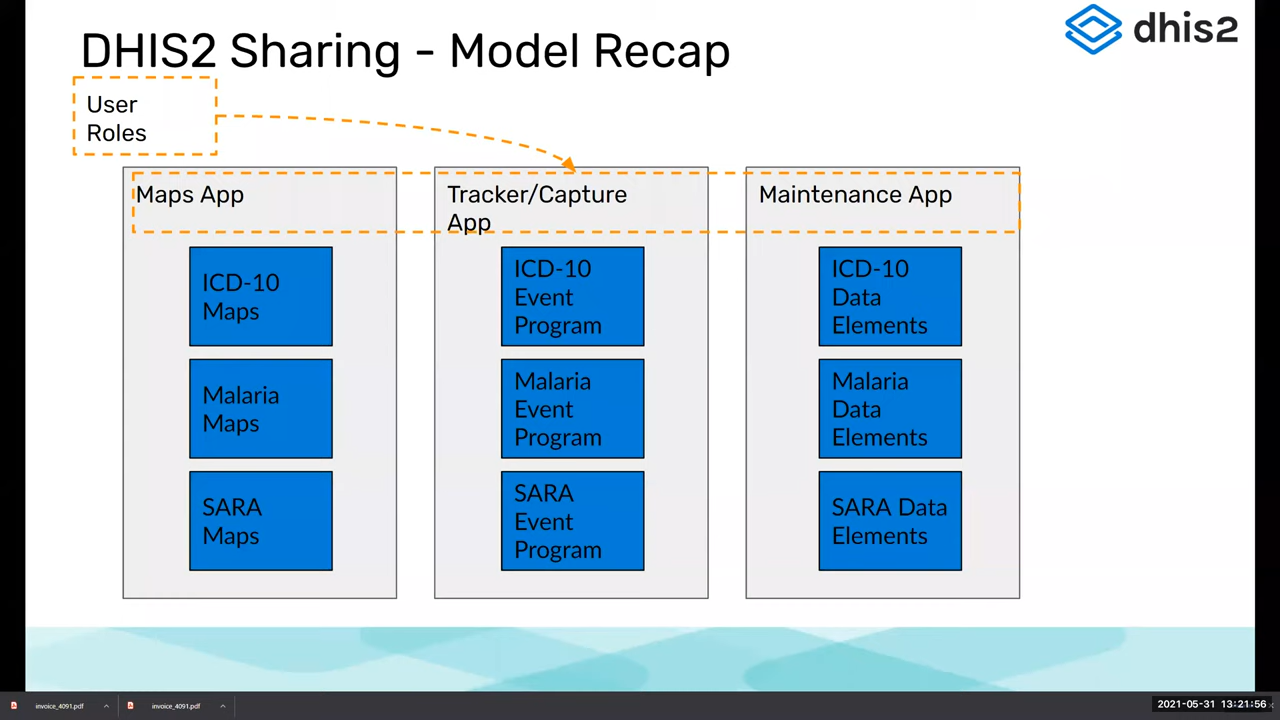 DHIS2 Sharing - Model Recap
dhis2
User
Roles
Maps App
ICD-10
Maps
Malaria
Maps
SARA
Maps
Tracker/Capture
App
ICD-10
Event
Program
Malaria
Event
Program
SARA
Event
Program
Maintenance App
ICD-10
Data
Elements
Malaria
Data
Elements
SARA Data
Elements
invoice_4091.pdf
invoice_4091.pdf
2021-05-31 13:21:56